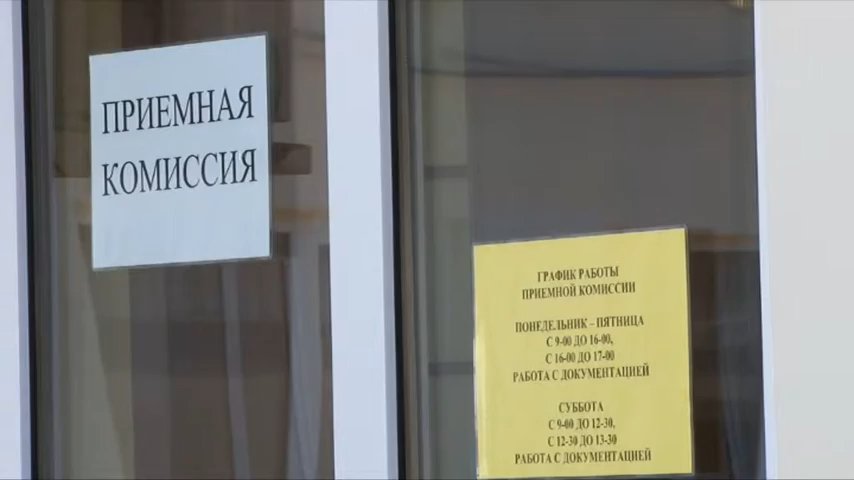 ПРИЕМНАЯ
КОМИССИЯ
ГРАФИК РАБОТЫ
ПРИЕМНОЙ КОМИССИИ
ПОНЕДЕЛЬНИК – ПЯТНИЦА
С 9-00 ДО 16-00,
С 16-00 ДО 17-00
РАБОТА С ДОКУМЕНТАЦИЕЙ
СУББОТА
С 9-00 ДО 12-30,
С 12-30 ДО 13-30
РАБОТА С ДОКУМЕНТАЦИЕЙ